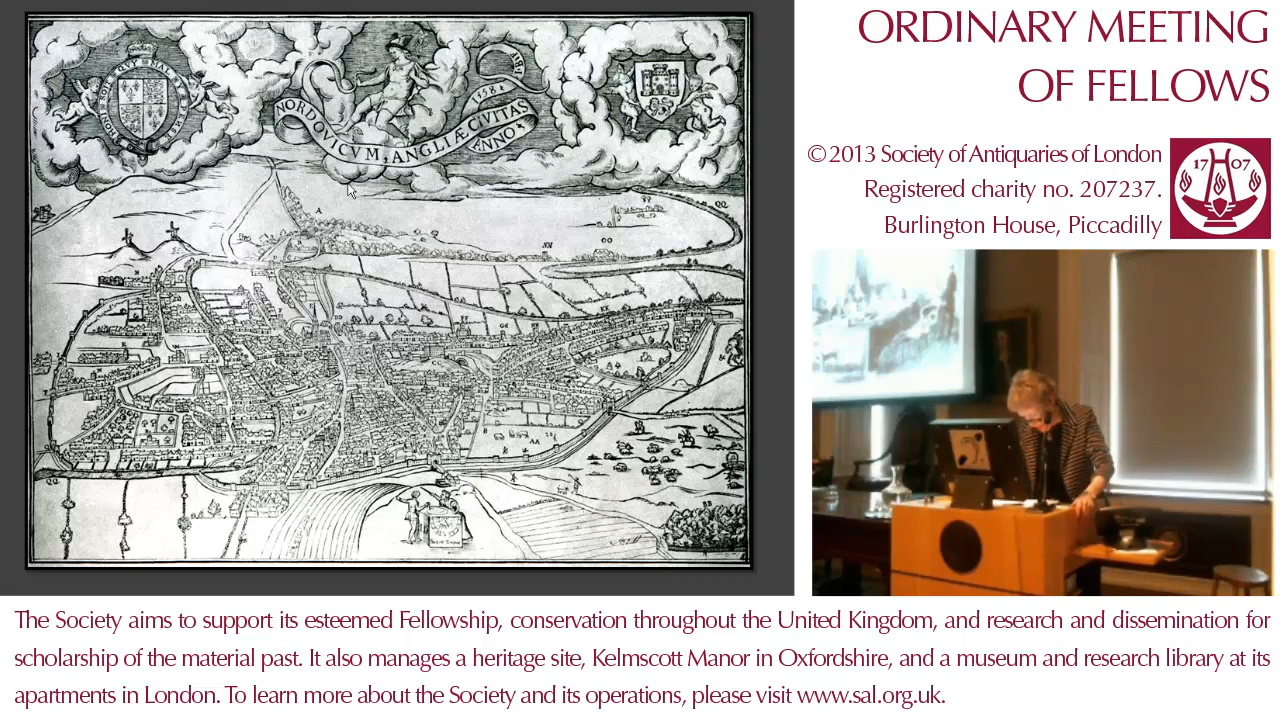 ORDINARY MEETING
OF FELLOWS
© 2013 Society of Antiquaries of London
Registered charity no. 207237.
Burlington House, Piccadilly
17 07
NORDOVICVM, ANGLIÆ CIVITAS
ANNO
The Society aims to support its esteemed Fellowship, conservation throughout the United Kingdom, and research and dissemination for
scholarship of the material past. It also manages a heritage site, Kelmscott Manor in Oxfordshire, and a museum and research library at its
apartments in London. To learn more about the Society and its operations, please visit www.sal.org.uk.